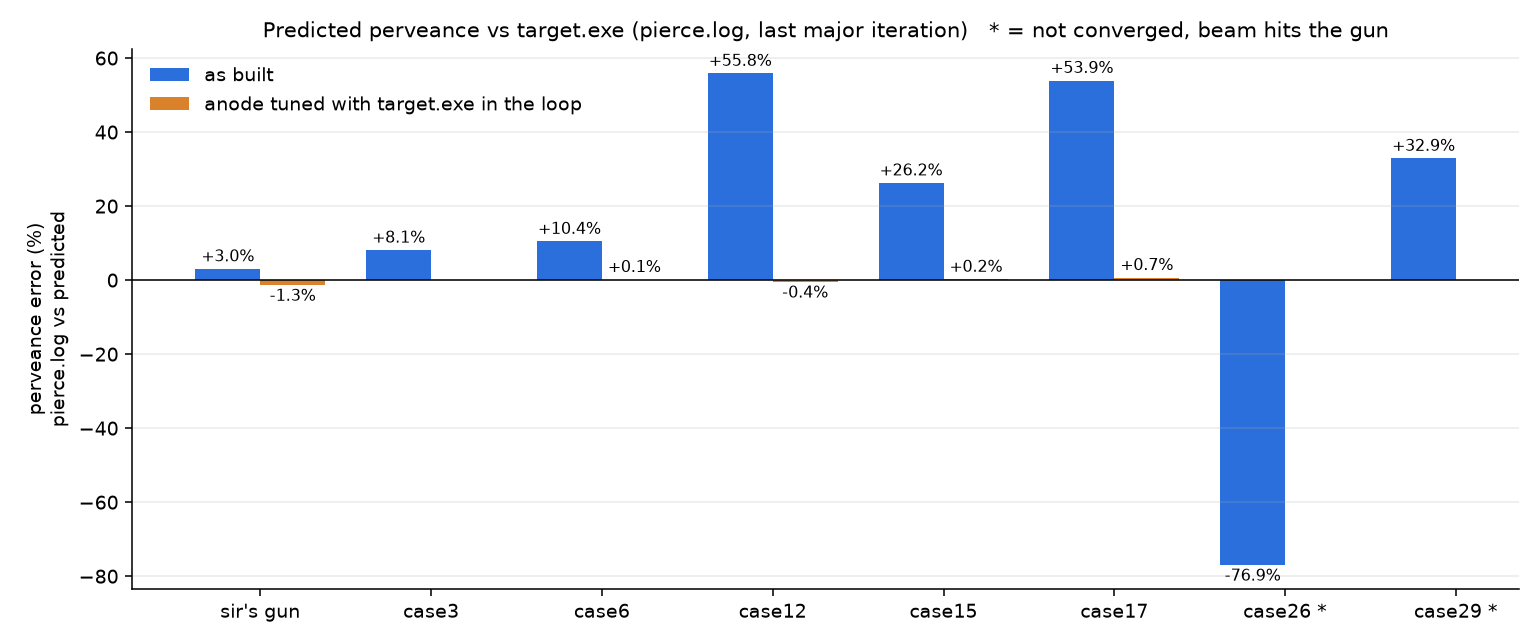 Predicted perveance vs target.exe (pierce.log, last major iteration)   * = not converged, beam hits the gun
as built
anode tuned with target.exe in the loop
perveance error (%)
pierce.log vs predicted
60
40
20
0
−20
−40
−60
−80
+3.0%
-1.3%
+8.1%
+10.4%
+0.1%
+55.8%
-0.4%
+26.2%
+0.2%
+53.9%
+0.7%
-76.9%
+32.9%
sir's gun
case3
case6
case12
case15
case17
case26 *
case29 *